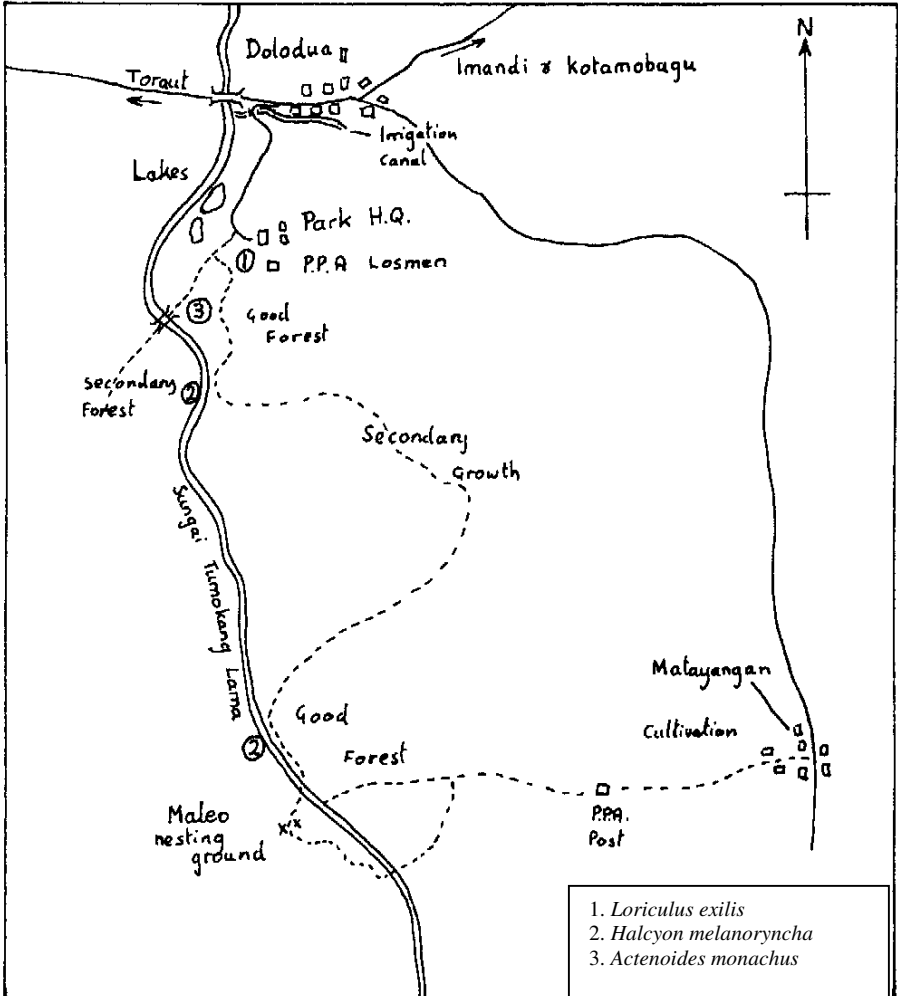 N
Dolodua
Imandi & Kotamobagu
Toraut
Irrigation
Canal
Lakes
Park H.Q.
1
P.P.A Losmen
3
Good
Forest
Secondary
Forest
2
Secondary
Growth
Sungai Tumokang Lama
Matayangan
Good
Cultivation
2
Forest
Maleo
nesting
ground
P.P.A.
Post
1. Loriculus exilis
2. Halcyon melanoryncha
3. Actenoides monachus